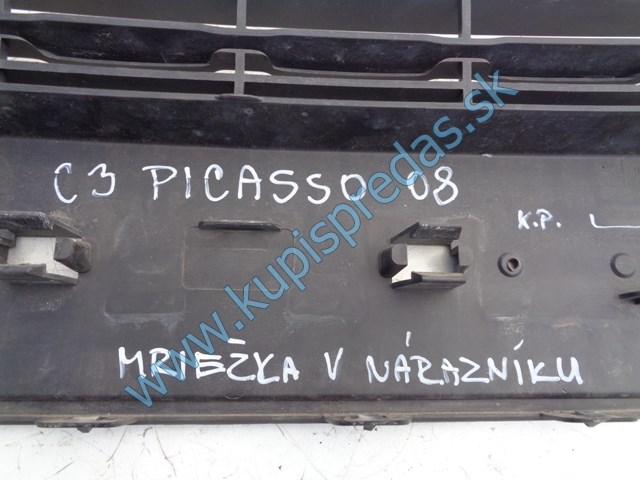 C3 PICASSO 08
K.P.
MRIEŽKA V NÁRAZNÍKU
www.kupispredas.sk